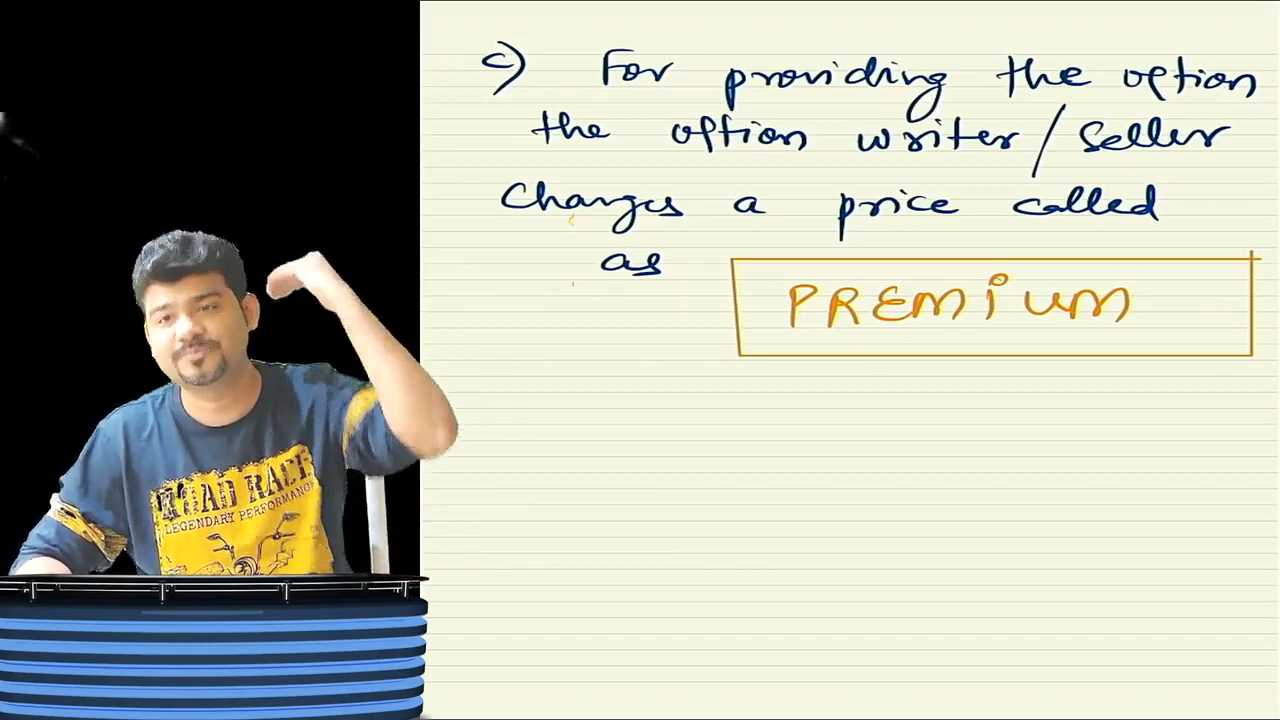 c) For providing the option
the option writer/seller
Charges a price called
as PREMiUM
ROAD RACE
LEGENDARY PERFORMANCE